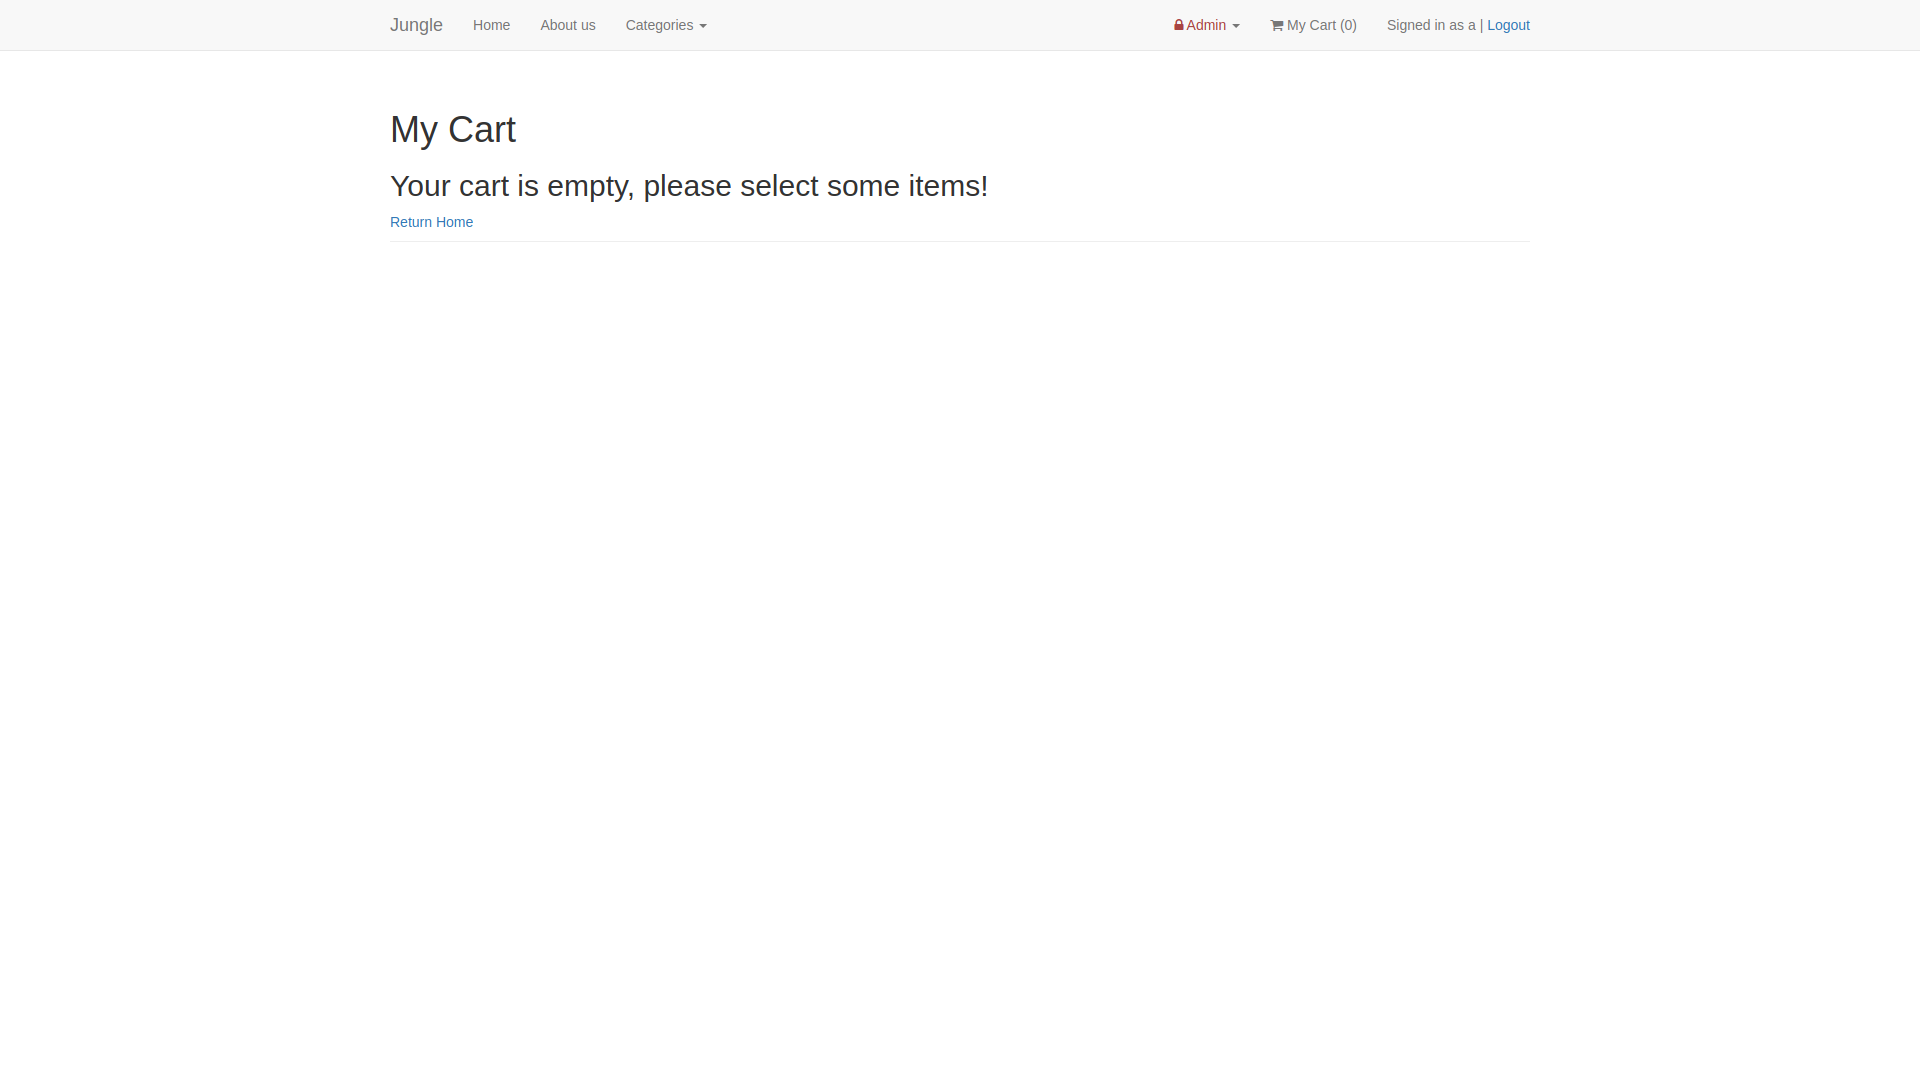 Jungle Home About us Categories Admin My Cart (0) Signed in as a | Logout
My Cart
Your cart is empty, please select some items!
Return Home